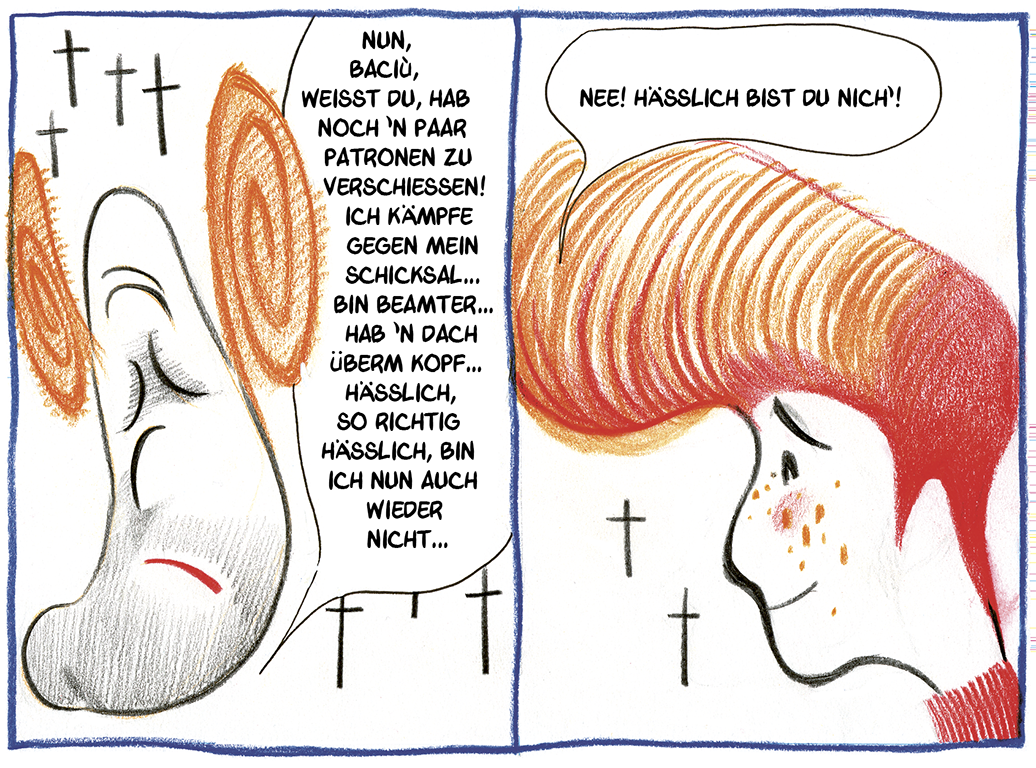 NUN,
BACIÙ,
WEISST DU, HAB
NOCH 'N PAAR
PATRONEN ZU
VERSCHIESSEN!
ICH KÄMPFE
GEGEN MEIN
SCHICKSAL...
BIN BEAMTER...
HAB 'N DACH
ÜBERM KOPF...
HÄSSLICH,
SO RICHTIG
HÄSSLICH, BIN
ICH NUN AUCH
WIEDER
NICHT...
NEE! HÄSSLICH BIST DU NICH'!